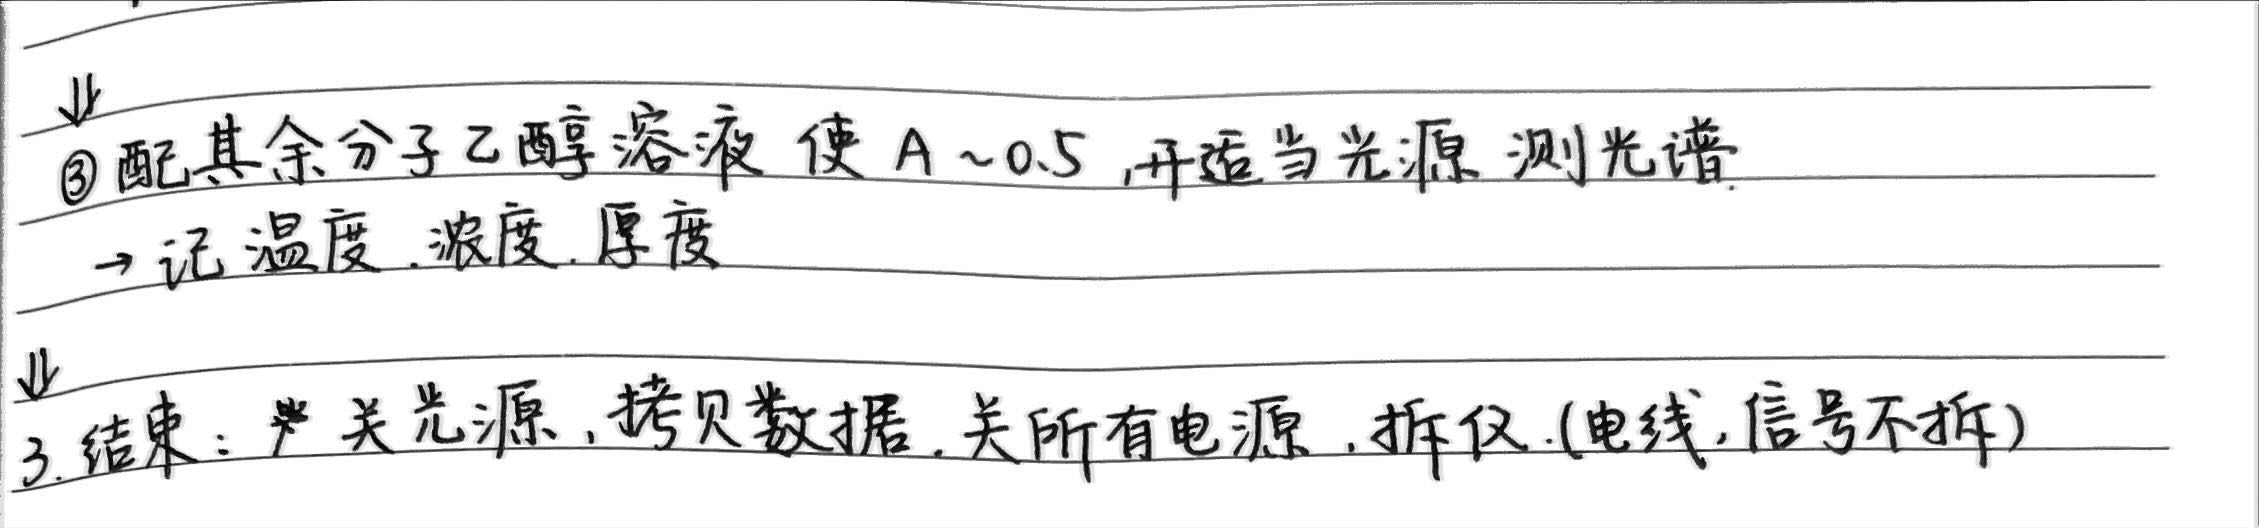 ⇓
③配其余分子乙醇溶液 使 A ~0.5,开适当光源 测光谱.
→ 记 温度.浓度.厚度
⇓
3.结束: 关光源,拷贝数据.关所有电源.拆仪.(电线,信号不拆)